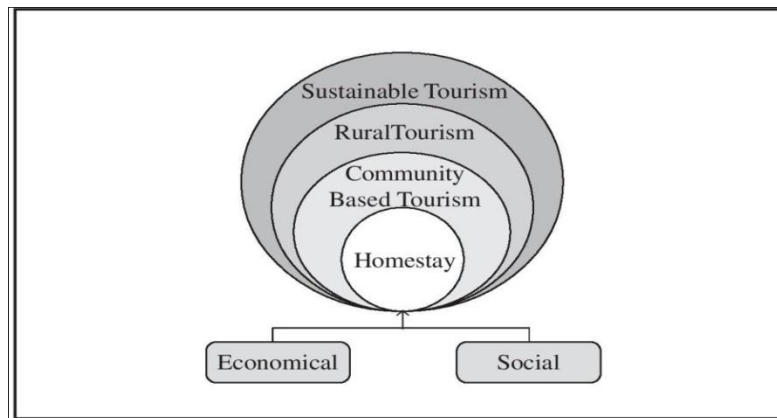 Sustainable Tourism
RuralTourism
Community
Based Tourism
Homestay
Economical
Social